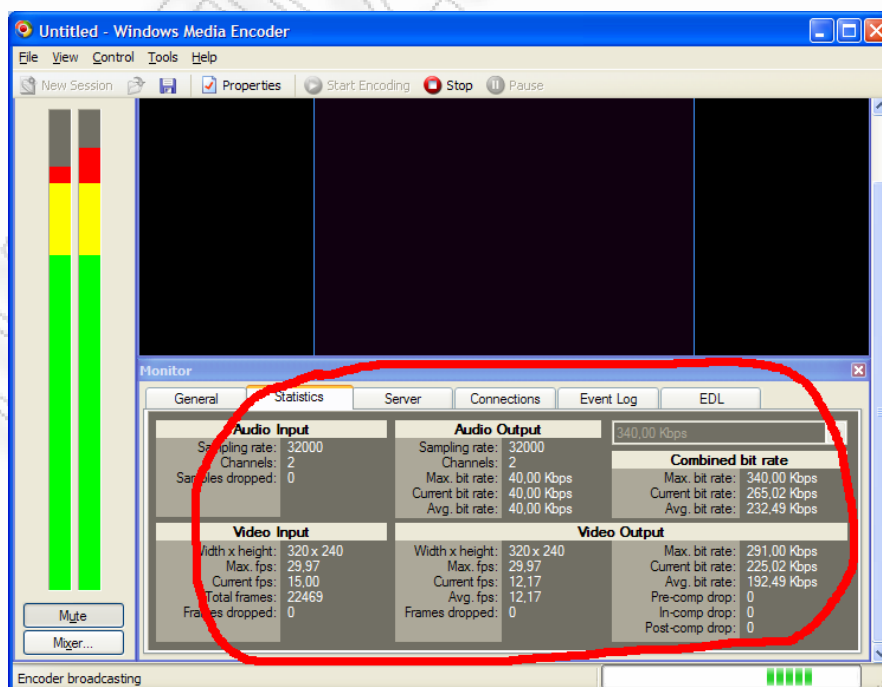 Untitled - Windows Media Encoder
File View Control Tools Help
New Session Properties Start Encoding Stop Pause
Monitor
General Statistics Server Connections Event Log EDL
Audio Input
Sampling rate: 32000
Channels: 2
Samples dropped: 0
Audio Output
Sampling rate: 32000
Channels: 2
Max. bit rate: 40,00 Kbps
Current bit rate: 40,00 Kbps
Avg. bit rate: 40,00 Kbps
340,00 Kbps
Combined bit rate
Max. bit rate: 340,00 Kbps
Current bit rate: 265,02 Kbps
Avg. bit rate: 232,49 Kbps
Video Input
Width x height: 320 x 240
Max. fps: 29,97
Current fps: 15,00
Total frames: 22469
Frames dropped: 0
Video Output
Width x height: 320 x 240
Max. fps: 29,97
Current fps: 12,17
Avg. fps: 12,17
Frames dropped: 0
Max. bit rate: 291,00 Kbps
Current bit rate: 225,02 Kbps
Avg. bit rate: 192,49 Kbps
Pre-comp drop: 0
In-comp drop: 0
Post-comp drop: 0
Mute
Mixer...
Encoder broadcasting